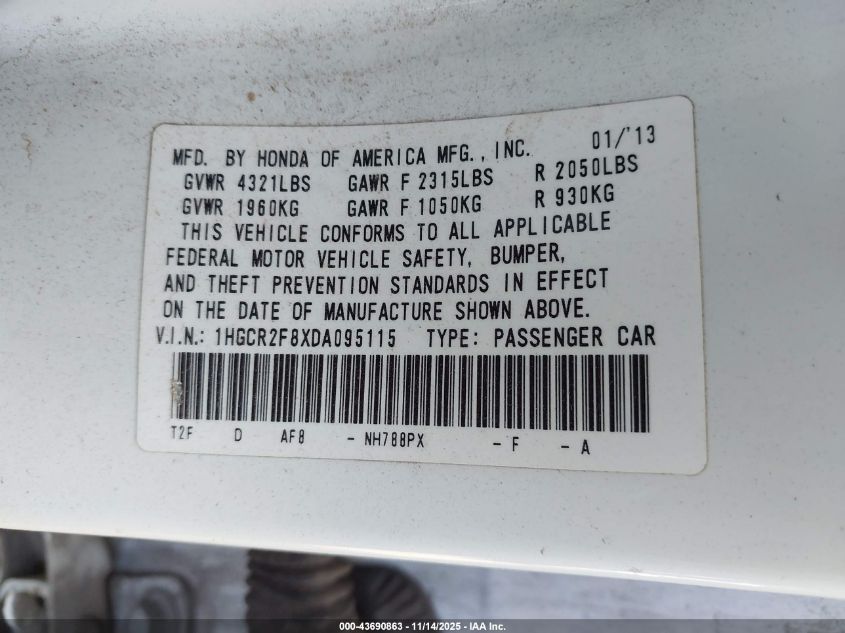 MFD. BY HONDA OF AMERICA MFG., INC. 01/'13
GVWR 4321LBS GAWR F 2315LBS R 2050LBS
GVWR 1960KG GAWR F 1050KG R 930KG
THIS VEHICLE CONFORMS TO ALL APPLICABLE
FEDERAL MOTOR VEHICLE SAFETY, BUMPER,
AND THEFT PREVENTION STANDARDS IN EFFECT
ON THE DATE OF MANUFACTURE SHOWN ABOVE.
V.I.N.: 1HGCR2F8XDA095115 TYPE: PASSENGER CAR
T2F D AF8 - NH788PX - F - A
000-43690863 | 11/14/2025 - IAA Inc.